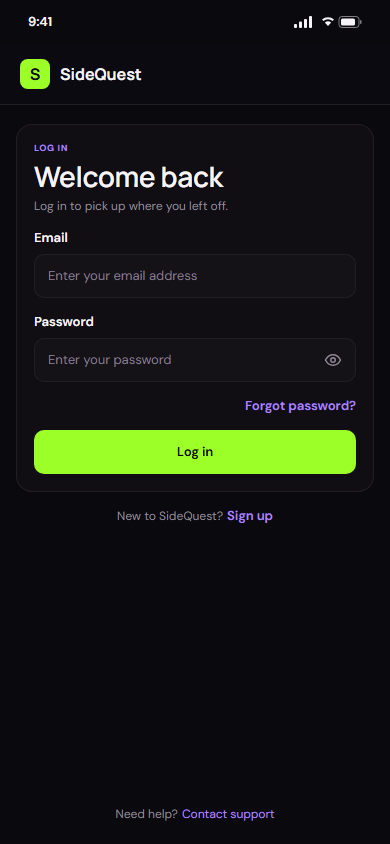 9:41
S SideQuest
LOG IN
Welcome back
Log in to pick up where you left off.
Email
Enter your email address
Password
Enter your password
Forgot password?
Log in
New to SideQuest? Sign up
Need help? Contact support